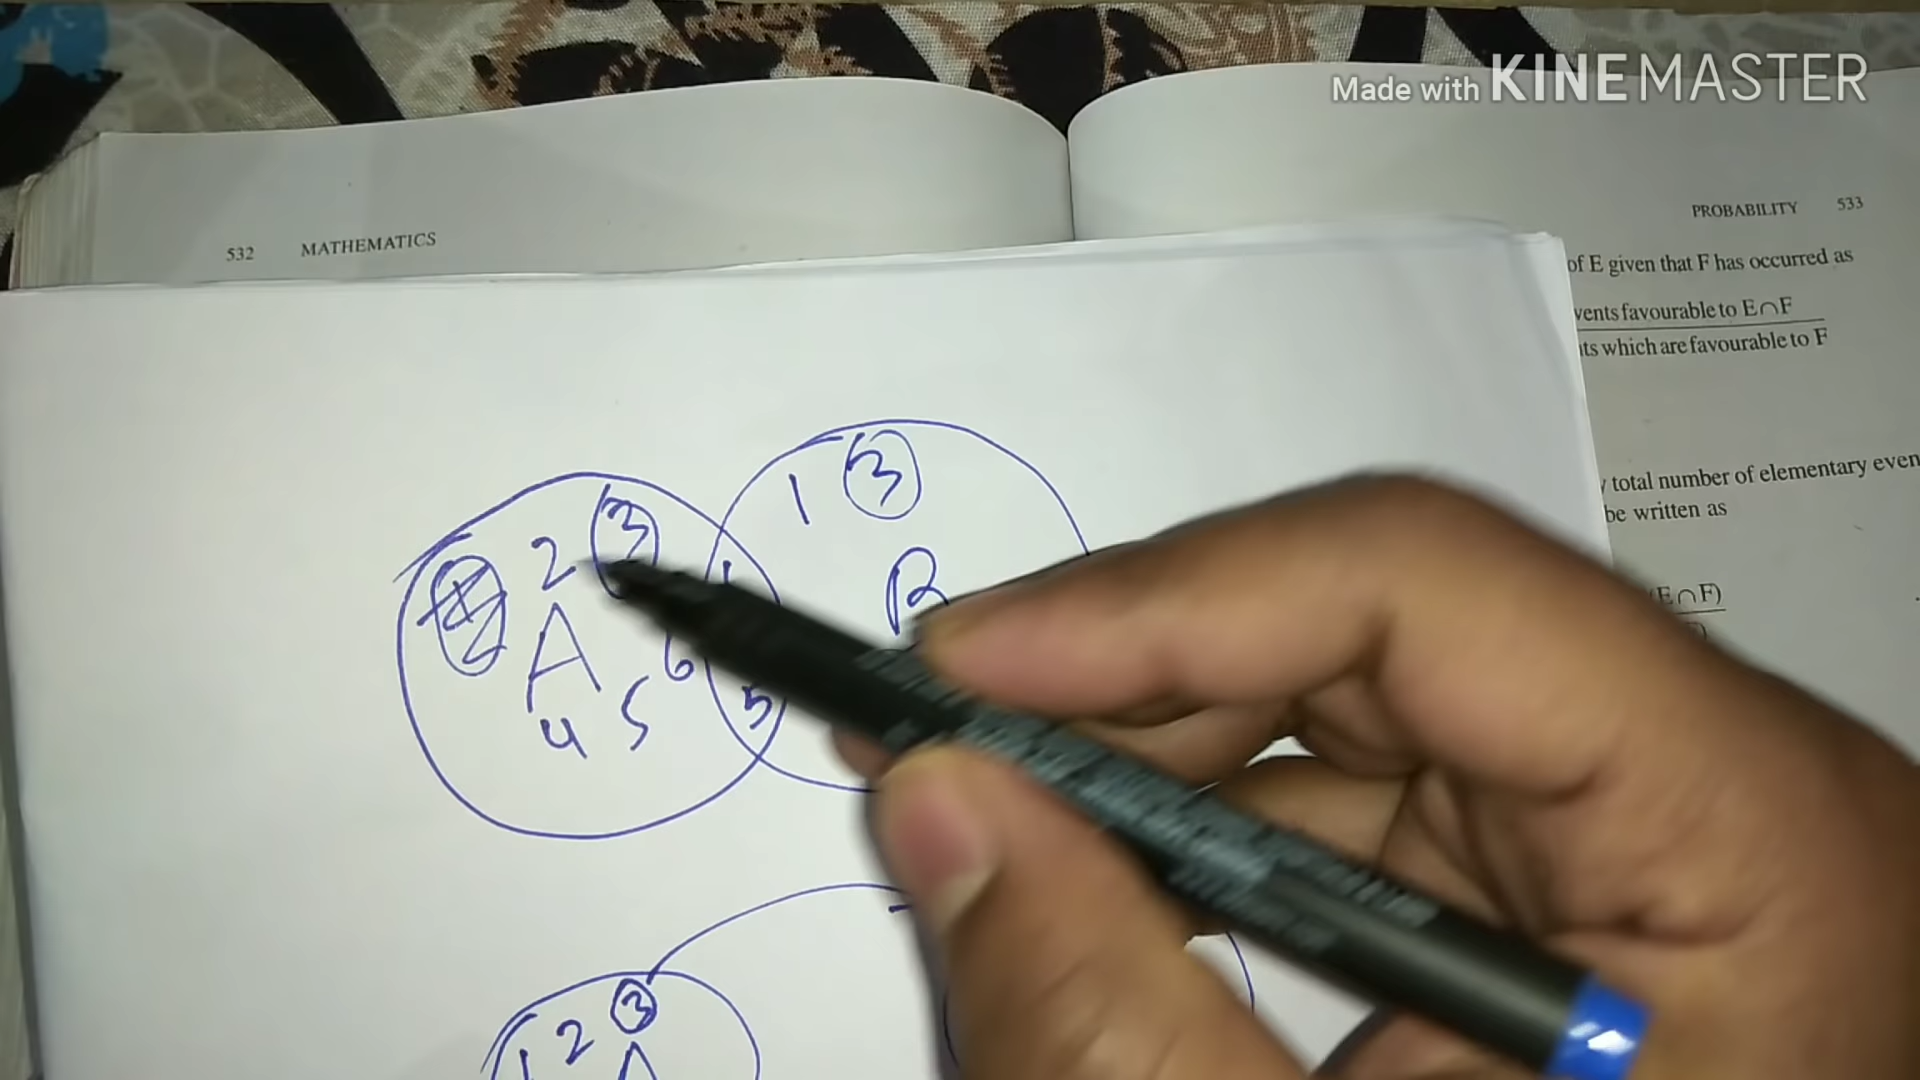 Made with KINEMASTER
532 MATHEMATICS
PROBABILITY 533
of E given that F has occurred as
vents favourable to E∩F
ts which are favourable to F
total number of elementary even
be written as
(E∩F)
1 3
2 3
B
A
6
4 5
5
3
2
1 A